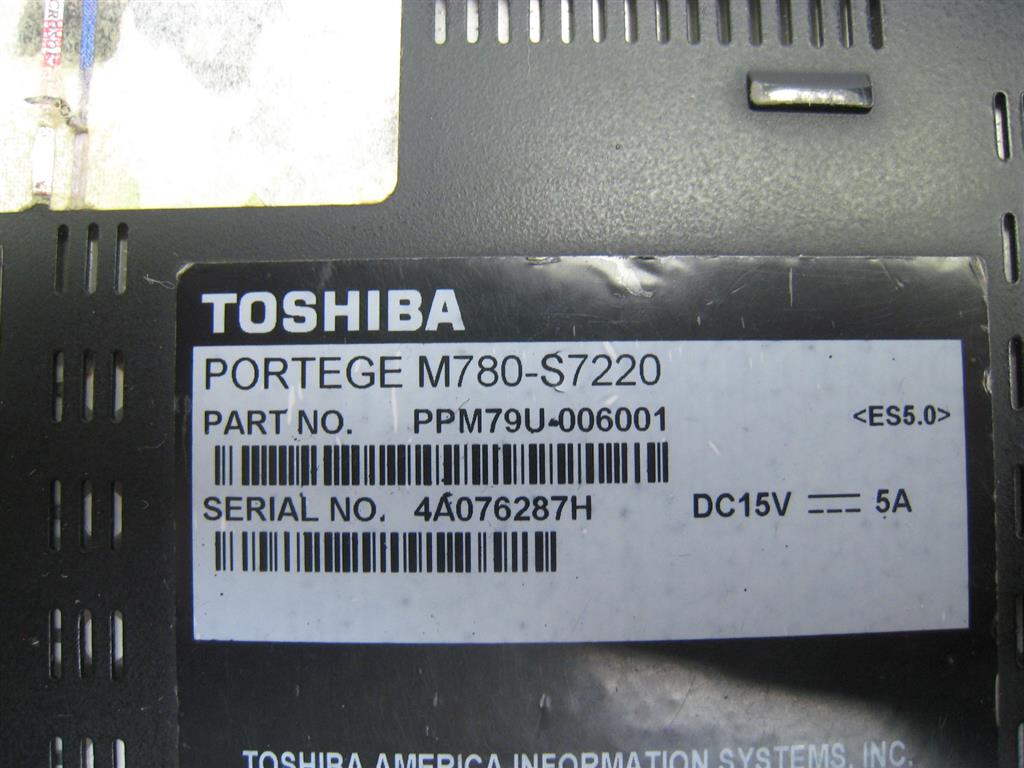 TOSHIBA
PORTEGE M780-S7220
PART NO. PPM79U-006001 <ES5.0>
SERIAL NO. 4A076287H DC15V 5A
TOSHIBA AMERICA INFORMATION SYSTEMS, INC.